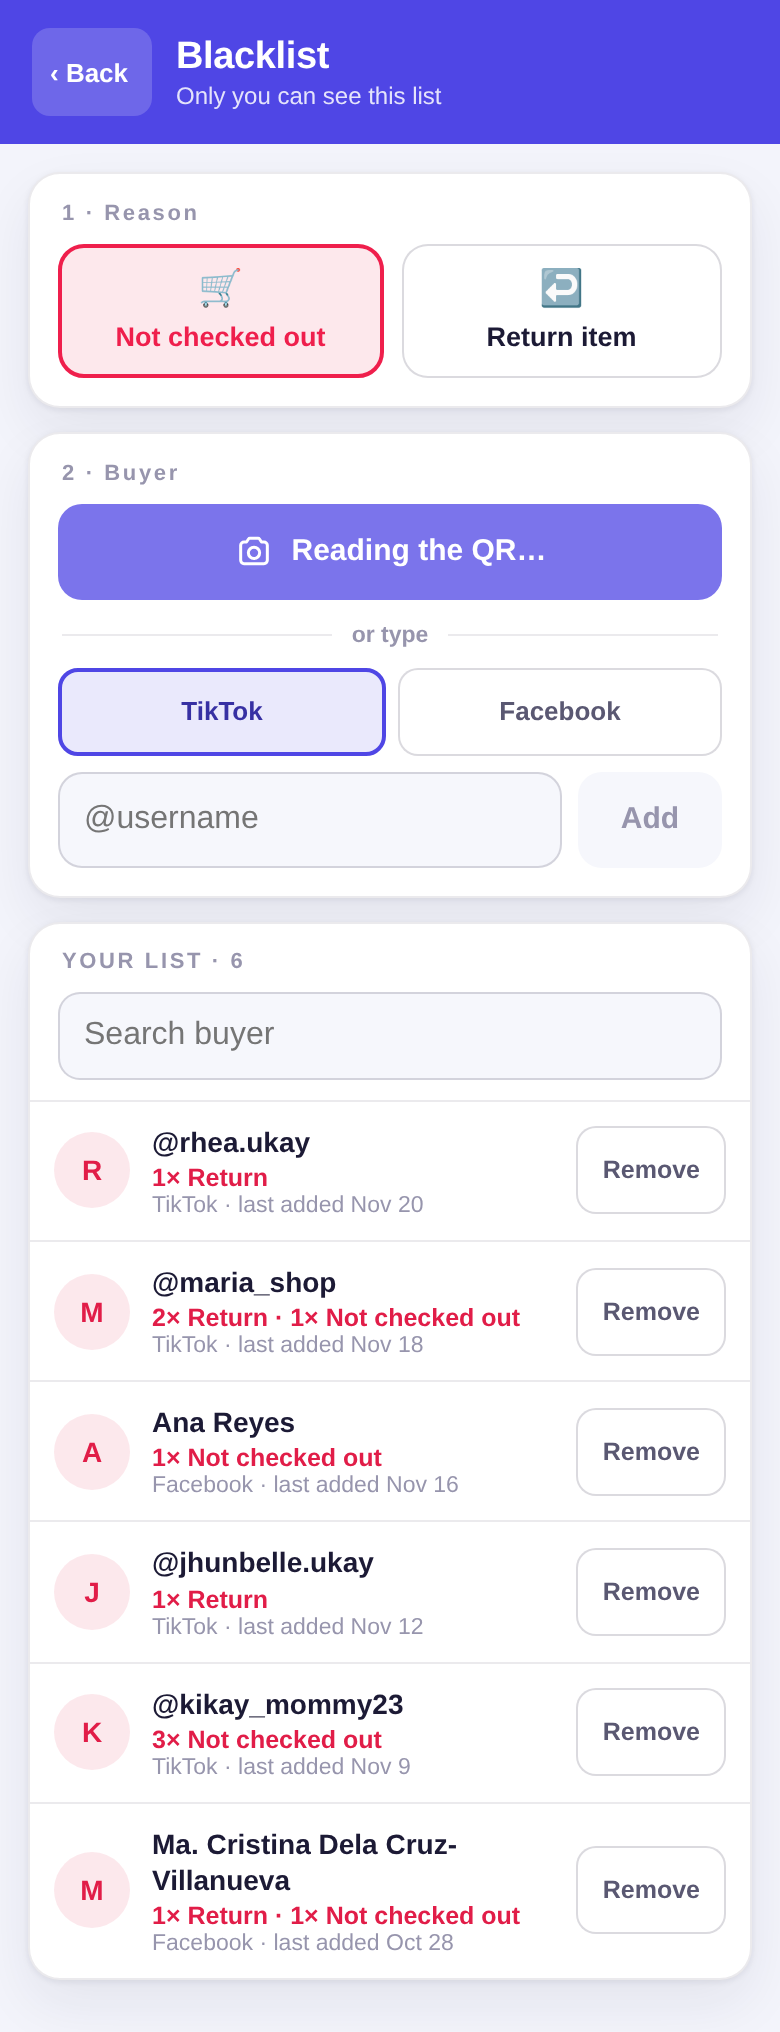 ‹ Back
Blacklist
Only you can see this list
1 · Reason
Not checked out
Return item
2 · Buyer
Reading the QR…
or type
TikTok
Facebook
@username
Add
YOUR LIST · 6
Search buyer
R
@rhea.ukay
1× Return
TikTok · last added Nov 20
Remove
M
@maria_shop
2× Return · 1× Not checked out
TikTok · last added Nov 18
Remove
A
Ana Reyes
1× Not checked out
Facebook · last added Nov 16
Remove
J
@jhunbelle.ukay
1× Return
TikTok · last added Nov 12
Remove
K
@kikay_mommy23
3× Not checked out
TikTok · last added Nov 9
Remove
M
Ma. Cristina Dela Cruz-
Villanueva
1× Return · 1× Not checked out
Facebook · last added Oct 28
Remove